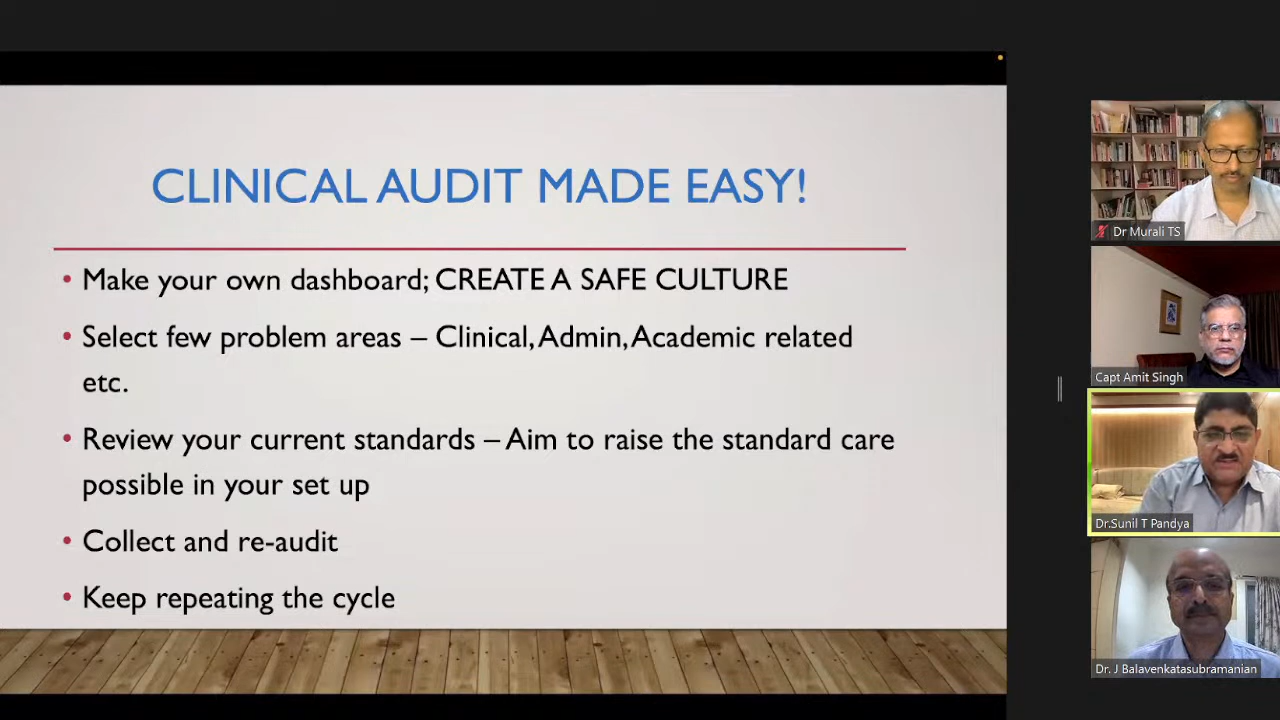 CLINICAL AUDIT MADE EASY!
• Make your own dashboard; CREATE A SAFE CULTURE
• Select few problem areas – Clinical, Admin, Academic related
etc.
• Review your current standards – Aim to raise the standard care
possible in your set up
• Collect and re-audit
• Keep repeating the cycle
Dr Murali TS
Capt Amit Singh
Dr.Sunil T Pandya
Dr. J Balavenkatasubramanian